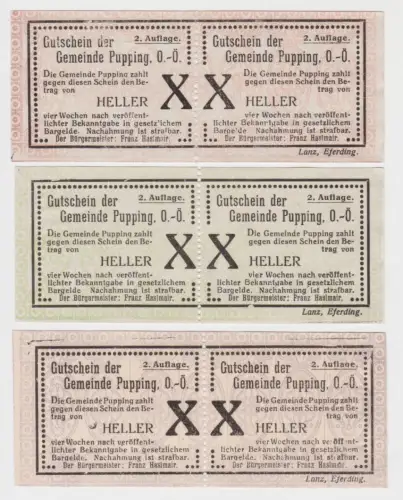 Gutschein der 2. Auflage.
Gemeinde Pupping, O.-Ö.
Die Gemeinde Pupping zahlt
gegen diesen Schein den Be-
trag von
HELLER X
vier Wochen nach veröffent-
lichter Bekanntgabe in gesetzlichem
Bargelde. Nachahmung ist strafbar.
Der Bürgermeister: Franz Haslmair.
Gutschein der 2. Auflage.
Gemeinde Pupping, O.-Ö.
Die Gemeinde Pupping zahlt
gegen diesen Schein den Be-
trag von
X HELLER
vier Wochen nach veröffent-
lichter Bekanntgabe in gesetzlichem
Bargelde. Nachahmung ist strafbar.
Der Bürgermeister: Franz Haslmair.
Lanz, Eferding.
Gutschein der 2. Auflage.
Gemeinde Pupping, O.-Ö.
Die Gemeinde Pupping zahlt
gegen diesen Schein den Be-
trag von
HELLER X
vier Wochen nach veröffent-
lichter Bekanntgabe in gesetzlichem
Bargelde. Nachahmung ist strafbar.
Der Bürgermeister: Franz Haslmair.
Gutschein der 2. Auflage.
Gemeinde Pupping, O.-Ö.
Die Gemeinde Pupping zahlt
gegen diesen Schein den Be-
trag von
X HELLER
vier Wochen nach veröffent-
lichter Bekanntgabe in gesetzlichem
Bargelde. Nachahmung ist strafbar.
Der Bürgermeister: Franz Haslmair.
Lanz, Eferding.
Gutschein der 2. Auflage.
Gemeinde Pupping, O.-Ö.
Die Gemeinde Pupping zahlt
gegen diesen Schein den Be-
trag von
HELLER X
vier Wochen nach veröffent-
lichter Bekanntgabe in gesetzlichem
Bargelde. Nachahmung ist strafbar.
Der Bürgermeister: Franz Haslmair.
Gutschein der 2. Auflage.
Gemeinde Pupping, O.-Ö.
Die Gemeinde Pupping zahlt
gegen diesen Schein den Be-
trag von
X HELLER
vier Wochen nach veröffent-
lichter Bekanntgabe in gesetzlichem
Bargelde. Nachahmung ist strafbar.
Der Bürgermeister: Franz Haslmair.
Lanz, Eferding.